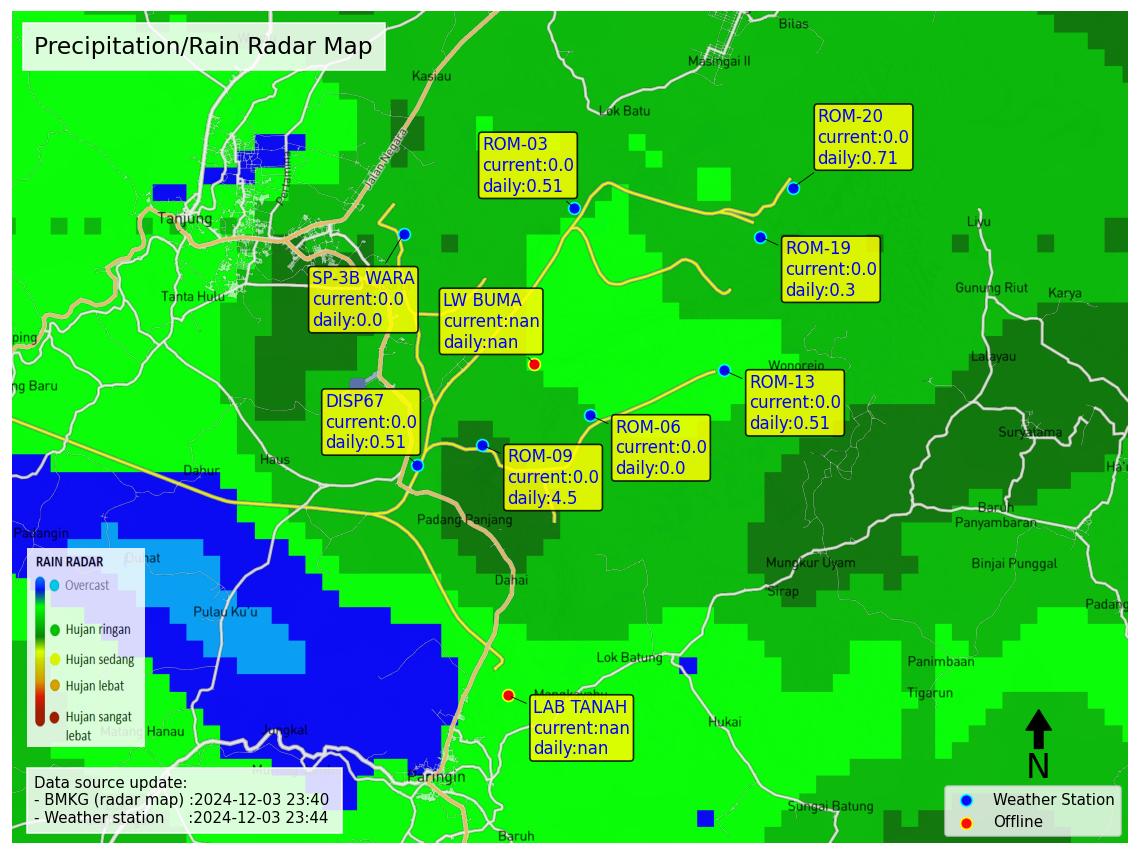 Precipitation/Rain Radar Map
Bilas
Masingai II
Kasiau
Lok Batu
Jalan Negara
Pertamina
ROM-20
current:0.0
daily:0.71
ROM-03
current:0.0
daily:0.51
Tanjung
Liyu
ROM-19
current:0.0
daily:0.3
SP-3B WARA
current:0.0
daily:0.0
LW BUMA
current:nan
daily:nan
Tanta Hulu
Gunung Riut
Karya
ping
Lalayau
Wonorejo
ng Baru
ROM-13
current:0.0
daily:0.51
DISP67
current:0.0
daily:0.51
ROM-06
current:0.0
daily:0.0
Suryatama
ROM-09
current:0.0
daily:4.5
Haus
Dahur
Ha'u
Baruh
Panyambaran
Padang Panjang
Padangin
Duhat
Mungkur Uyam
Binjai Punggal
Dahai
Sirap
Padang
Pulau Ku'u
RAIN RADAR
Overcast
Hujan ringan
Hujan sedang
Hujan lebat
Hujan sangat
lebat
Lok Batung
Panimbaan
Tigarun
LAB TANAH
current:nan
daily:nan
Hukai
Matang Hanau
Jungkal
Paringin
Sungai Batung
Baruh
Data source update:
- BMKG (radar map) :2024-12-03 23:40
- Weather station :2024-12-03 23:44
N
Weather Station
Offline